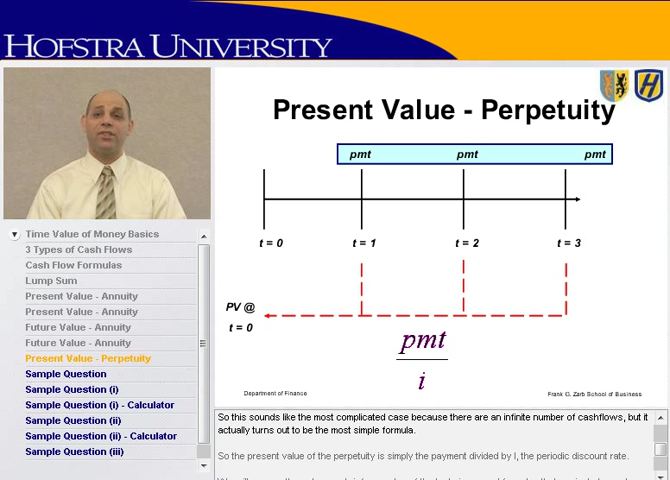 HOFSTRA UNIVERSITY
Present Value - Perpetuity
pmt pmt pmt
t = 0 t = 1 t = 2 t = 3
PV @
t = 0
pmt
i
Department of Finance Frank G. Zarb School of Business
Time Value of Money Basics
3 Types of Cash Flows
Cash Flow Formulas
Lump Sum
Present Value - Annuity
Present Value - Annuity
Future Value - Annuity
Future Value - Annuity
Present Value - Perpetuity
Sample Question
Sample Question (i)
Sample Question (i) - Calculator
Sample Question (ii)
Sample Question (ii) - Calculator
Sample Question (iii)
So this sounds like the most complicated case because there are an infinite number of cashflows, but it
actually turns out to be the most simple formula.
So the present value of the perpetuity is simply the payment divided by I, the periodic discount rate.